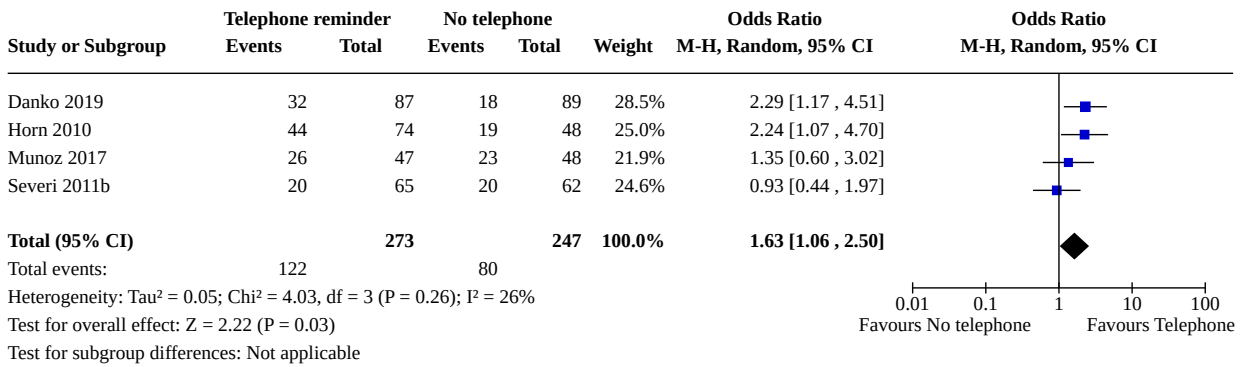 Telephone reminder No telephone Odds Ratio Odds Ratio
Study or Subgroup Events Total Events Total Weight M-H, Random, 95% CI M-H, Random, 95% CI
Danko 2019 32 87 18 89 28.5% 2.29 [1.17 , 4.51]
Horn 2010 44 74 19 48 25.0% 2.24 [1.07 , 4.70]
Munoz 2017 26 47 23 48 21.9% 1.35 [0.60 , 3.02]
Severi 2011b 20 65 20 62 24.6% 0.93 [0.44 , 1.97]
Total (95% CI) 273 247 100.0% 1.63 [1.06 , 2.50]
Total events: 122 80
Heterogeneity: Tau² = 0.05; Chi² = 4.03, df = 3 (P = 0.26); I² = 26%
0.01 0.1 1 10 100
Test for overall effect: Z = 2.22 (P = 0.03)
Favours No telephone Favours Telephone
Test for subgroup differences: Not applicable